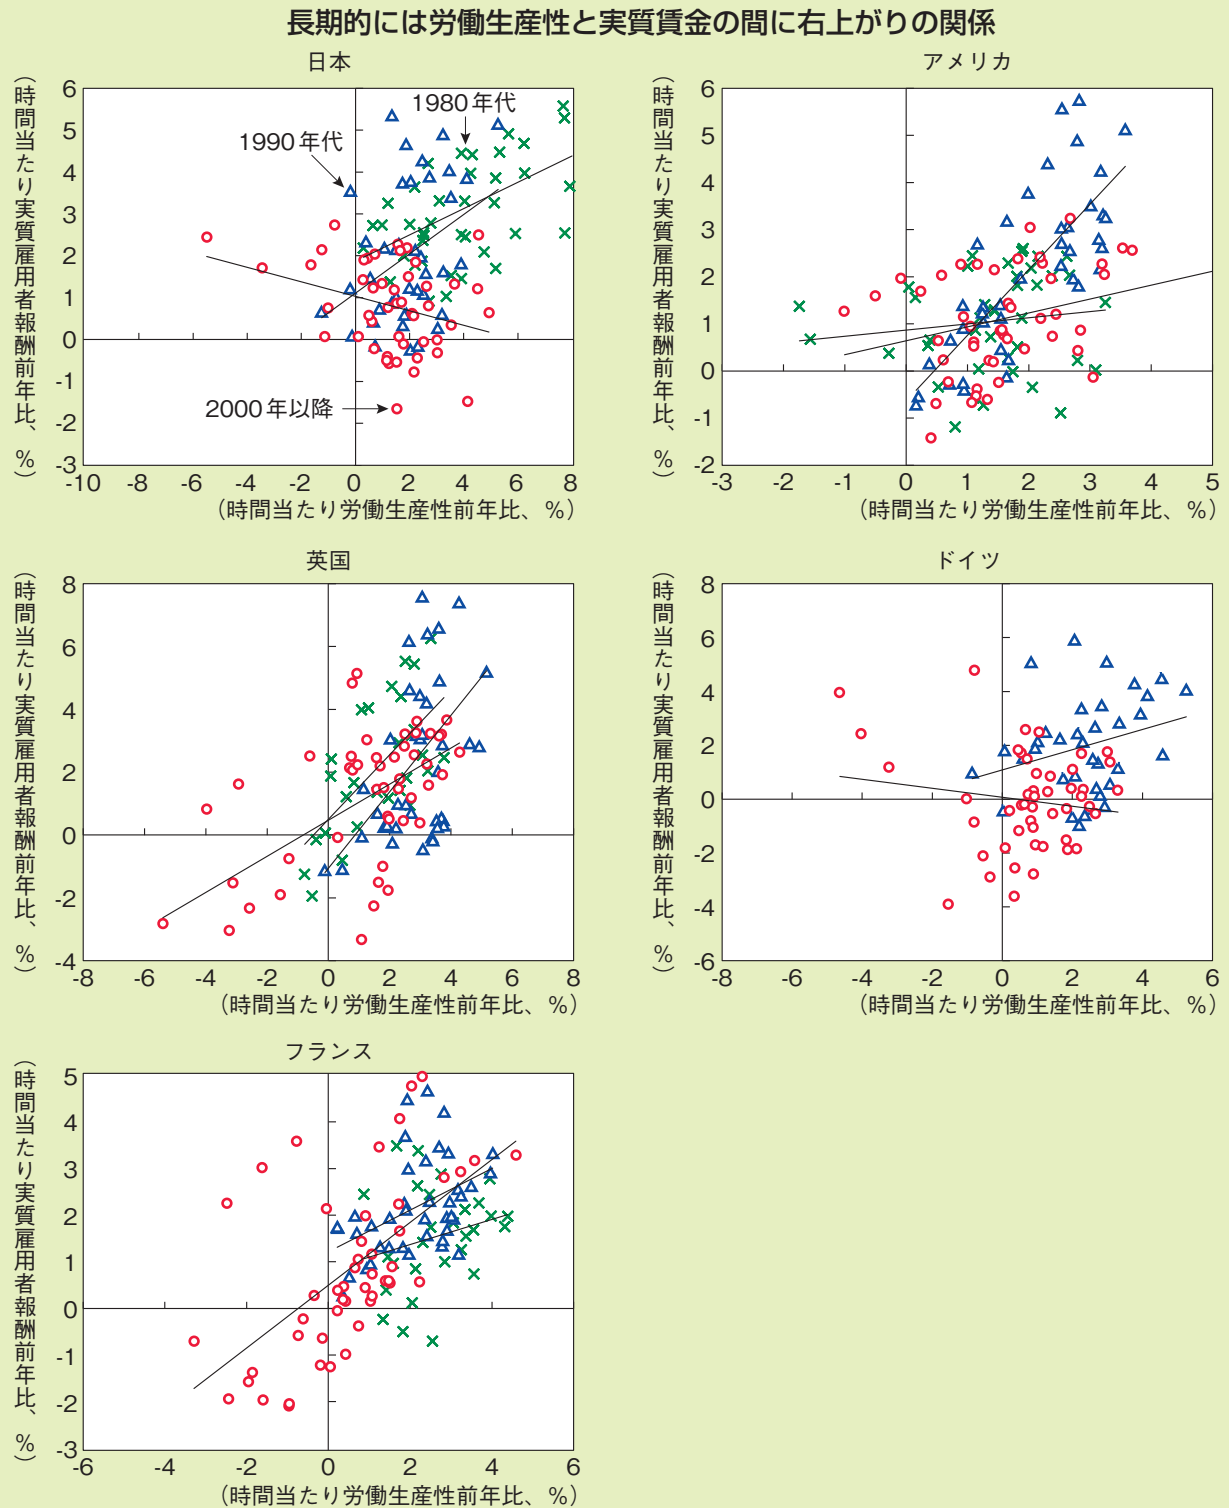 長期的には労働生産性と実質賃金の間に右上がりの関係
日本
(時間当たり実質雇用者報酬前年比、%)
6
5
4
3
2
1
0
-1
-2
-3
1980年代
1990年代
2000年以降
-10 -8 -6 -4 -2 0 2 4 6 8
(時間当たり労働生産性前年比、%)
アメリカ
(時間当たり実質雇用者報酬前年比、%)
6
5
4
3
2
1
0
-1
-2
-3 -2 -1 0 1 2 3 4 5
(時間当たり労働生産性前年比、%)
英国
(時間当たり実質雇用者報酬前年比、%)
8
6
4
2
0
-2
-4
-8 -6 -4 -2 0 2 4 6 8
(時間当たり労働生産性前年比、%)
ドイツ
(時間当たり実質雇用者報酬前年比、%)
8
6
4
2
0
-2
-4
-6
-8 -6 -4 -2 0 2 4 6
(時間当たり労働生産性前年比、%)
フランス
(時間当たり実質雇用者報酬前年比、%)
5
4
3
2
1
0
-1
-2
-3
-6 -4 -2 0 2 4 6
(時間当たり労働生産性前年比、%)